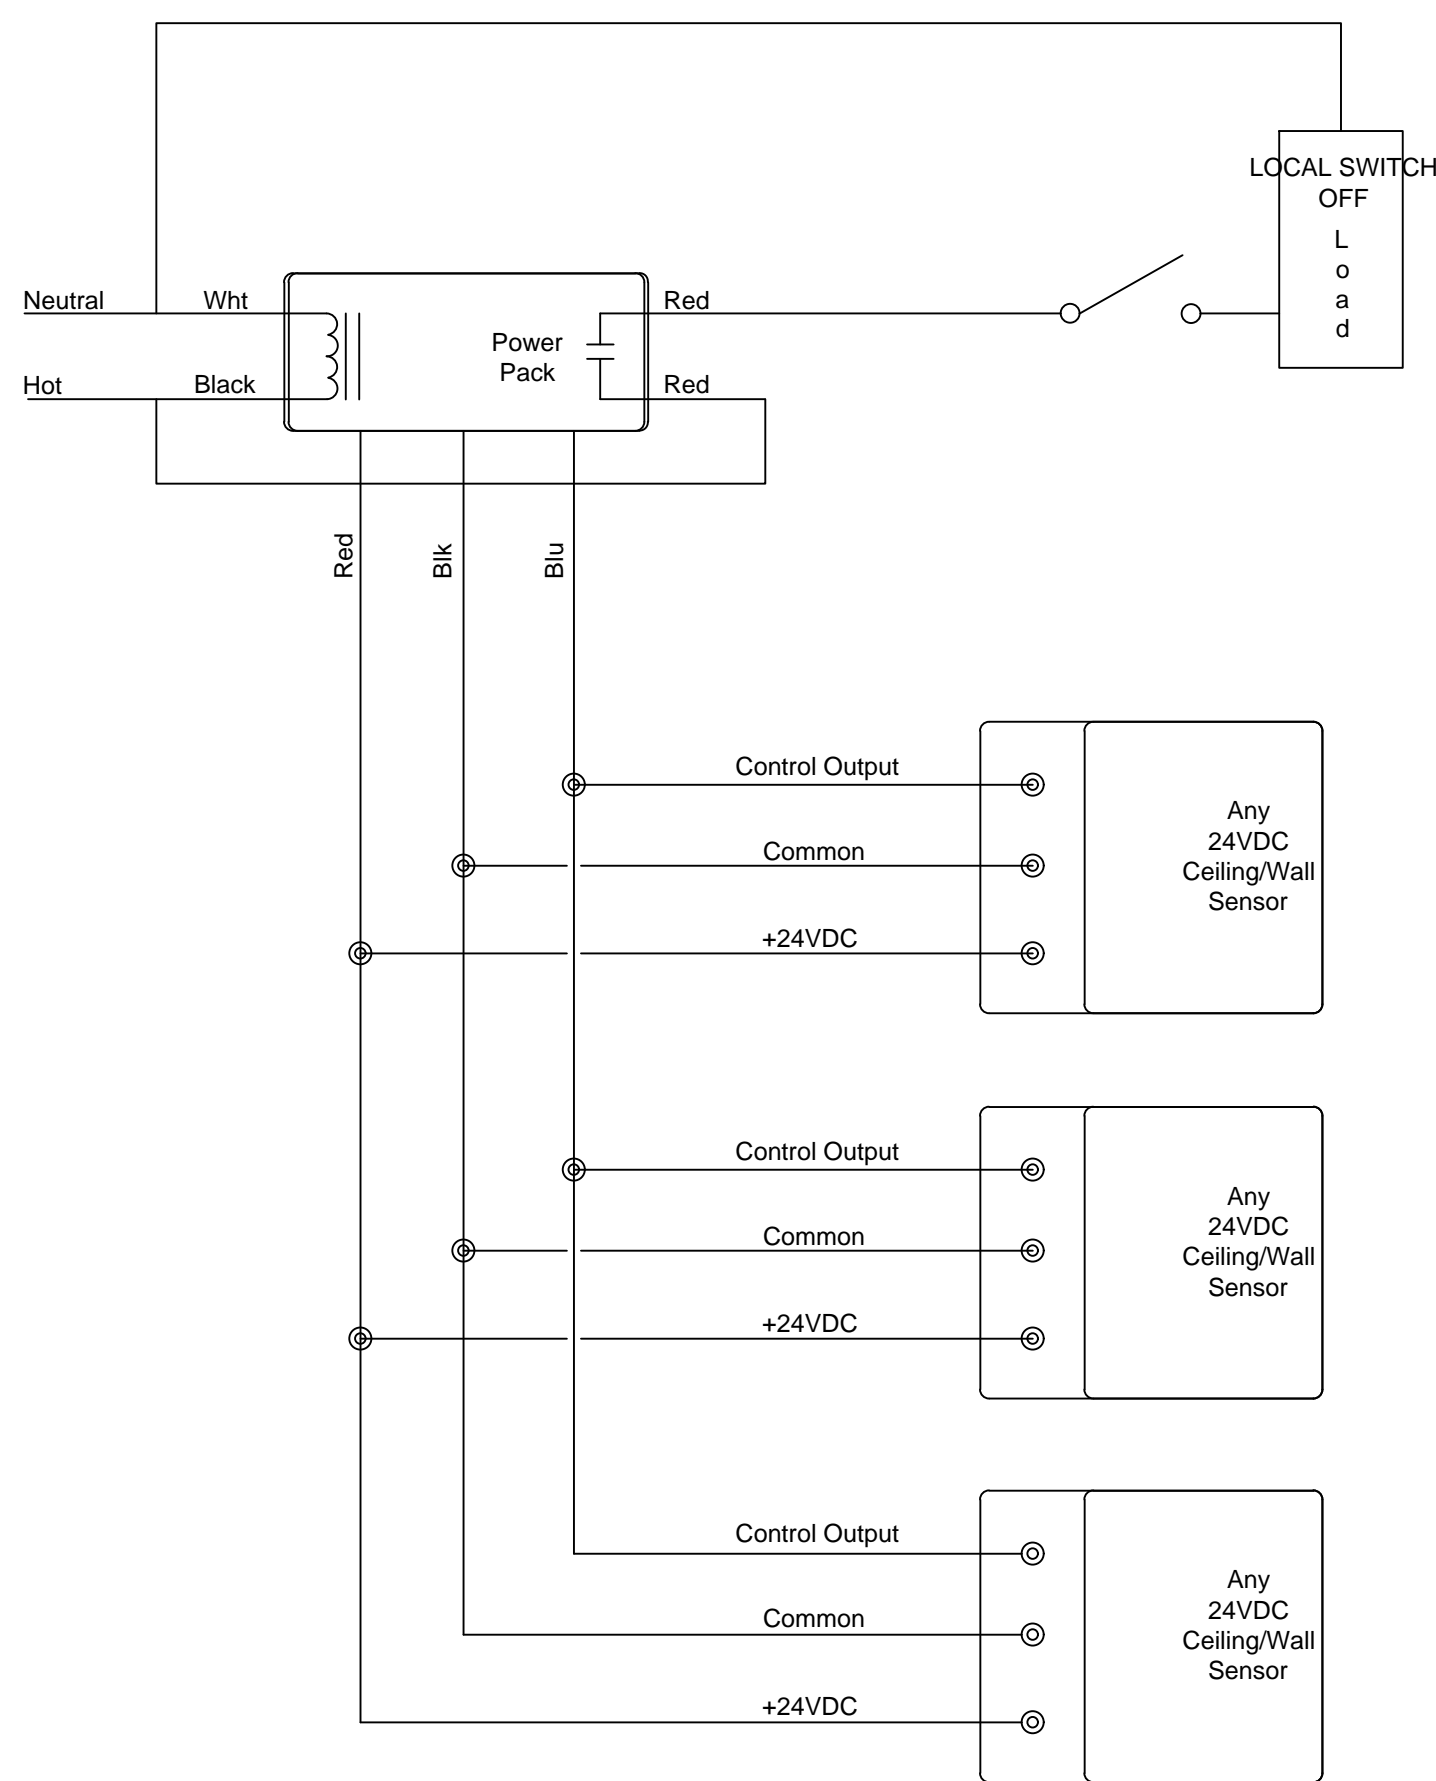 LOCAL SWITCH
OFF
L
o
a
d
Neutral
Wht
Red
Power
Pack
Hot
Black
Red
Red
Blk
Blu
Control Output
Common
+24VDC
Any
24VDC
Ceiling/Wall
Sensor
Control Output
Common
+24VDC
Any
24VDC
Ceiling/Wall
Sensor
Control Output
Common
+24VDC
Any
24VDC
Ceiling/Wall
Sensor